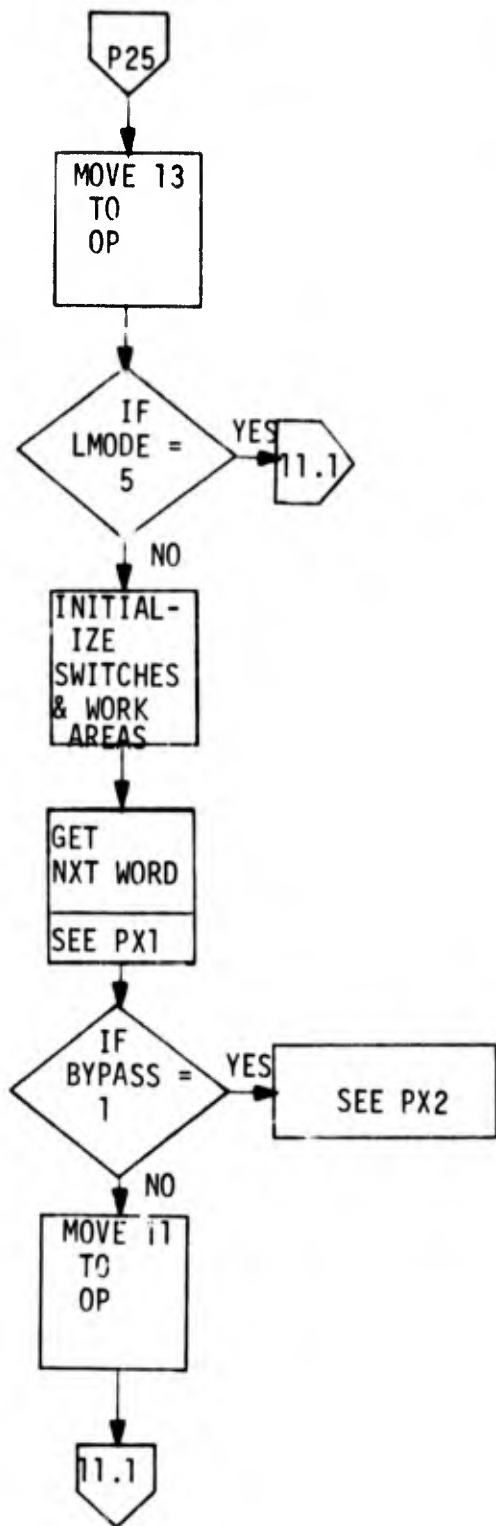 P25
MOVE 13
TO
OP
IF
LMODE =
5
YES
11.1
NO
INITIAL-
IZE
SWITCHES
& WORK
AREAS
GET
NXT WORD
SEE PX1
IF
BYPASS =
1
YES
SEE PX2
NO
MOVE 11
TO
OP
11.1